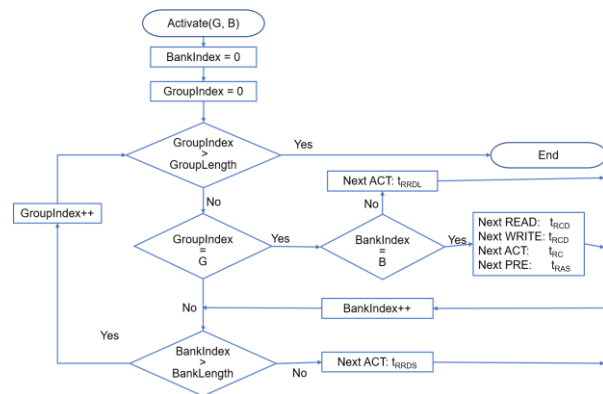 Activate(G, B)
BankIndex = 0
GroupIndex = 0
GroupIndex
>
GroupLength
Yes
End
No
Next ACT: tRRDL
GroupIndex++
No
GroupIndex
=
G
Yes
BankIndex
=
B
Yes
Next READ: tRCD
Next WRITE: tRCD
Next ACT: tRC
Next PRE: tRAS
No
BankIndex++
Yes
BankIndex
>
BankLength
No
Next ACT: tRRDS